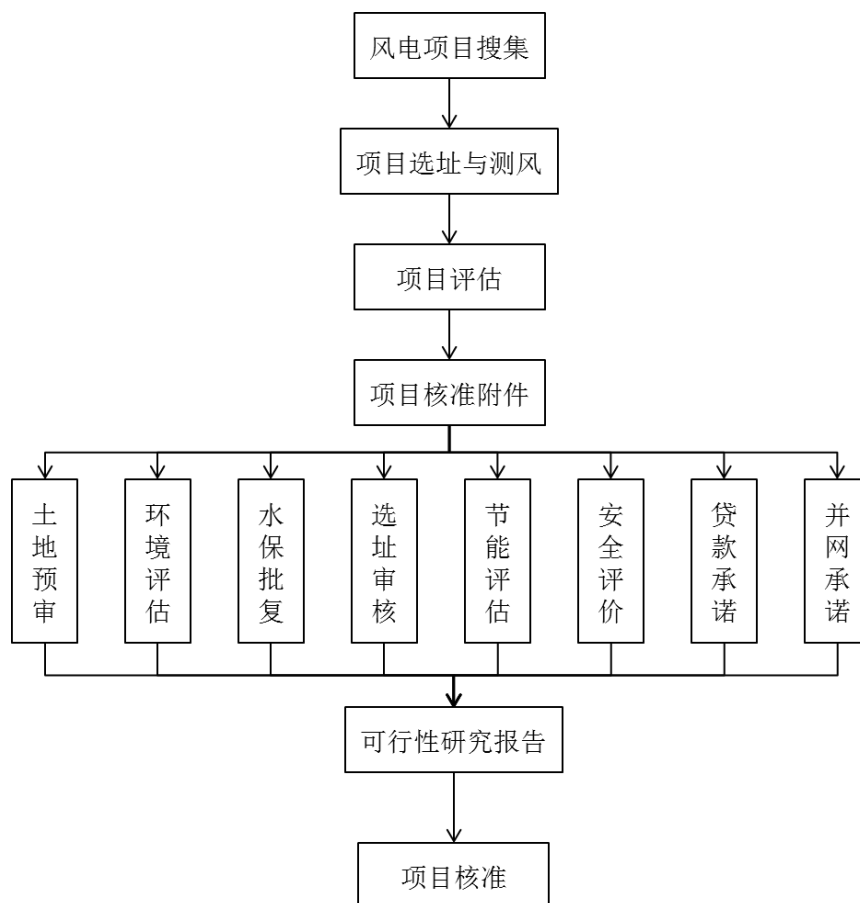 风电项目搜集
项目选址与测风
项目评估
项目核准附件
土地预审
环境评估
水保批复
选址审核
节能评估
安全评价
贷款承诺
并网承诺
可行性研究报告
项目核准